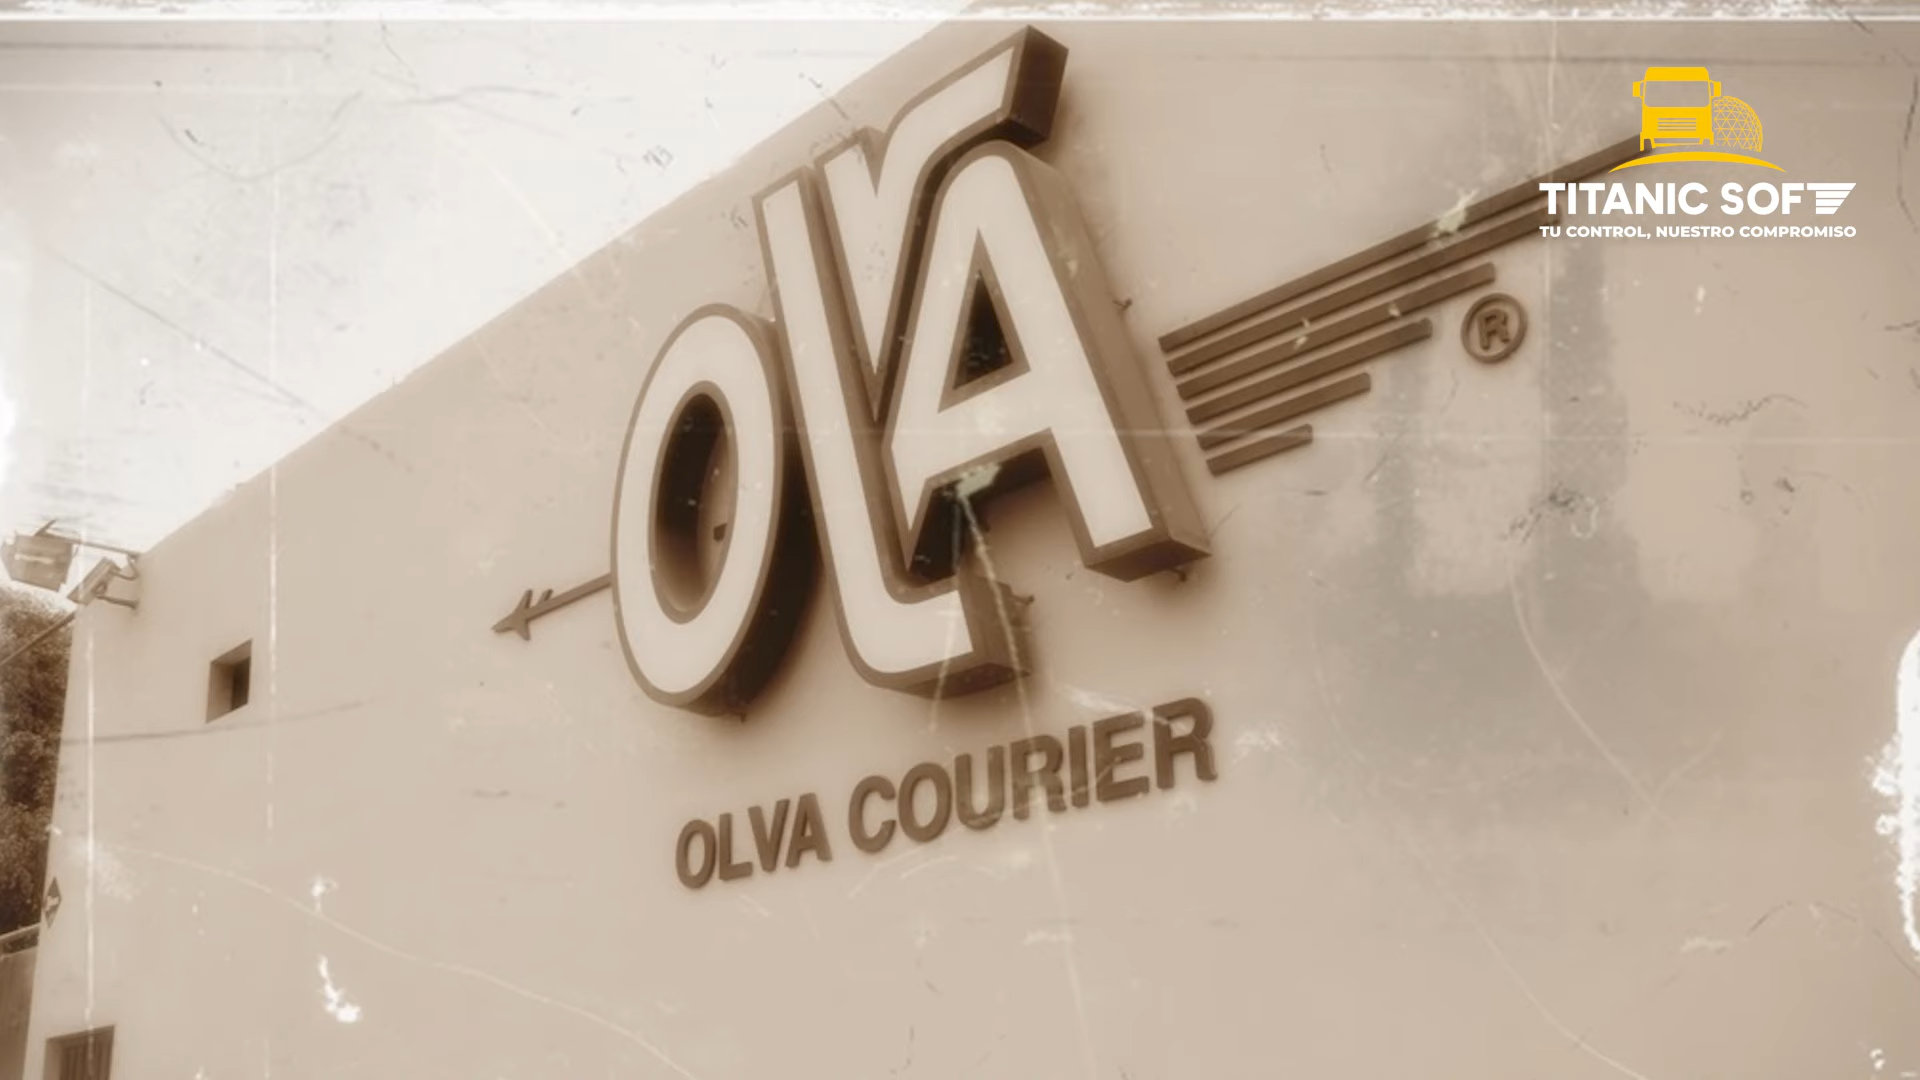 OLVA
®
OLVA COURIER
TITANIC SOFT
TU CONTROL, NUESTRO COMPROMISO